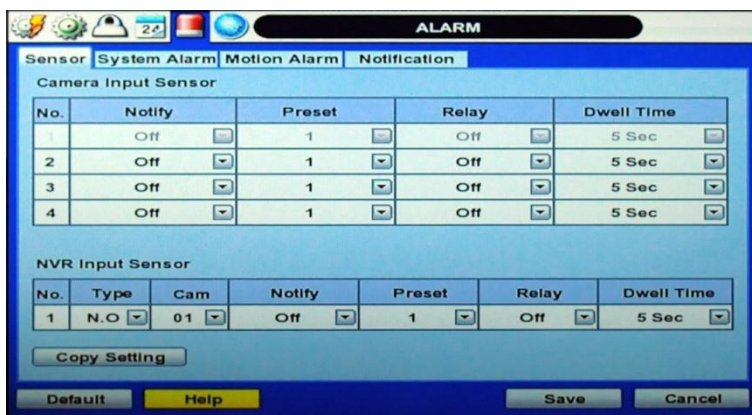 24
ALARM
Sensor System Alarm Motion Alarm Notification
Camera Input Sensor
No. Notify Preset Relay Dwell Time
1 Off 1 Off 5 Sec
2 Off 1 Off 5 Sec
3 Off 1 Off 5 Sec
4 Off 1 Off 5 Sec
NVR Input Sensor
No. Type Cam Notify Preset Relay Dwell Time
1 N.O 01 Off 1 Off 5 Sec
Copy Setting
Default Help Save Cancel